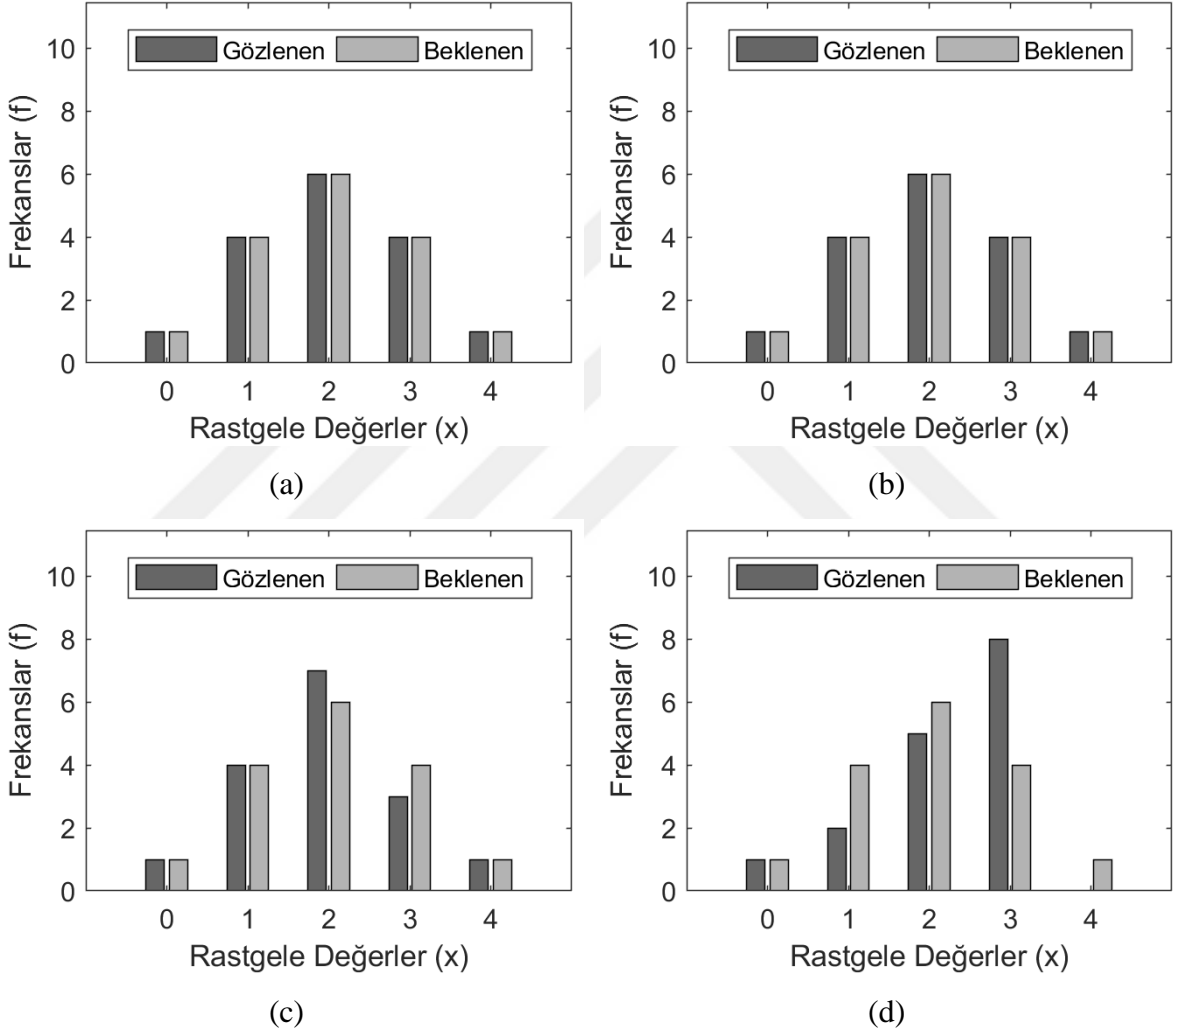 Gözlenen Beklenen
10
8
6
4
2
0
Frekanslar (f)
0 1 2 3 4
Rastgele Değerler (x)
(a)
Gözlenen Beklenen
10
8
6
4
2
0
Frekanslar (f)
0 1 2 3 4
Rastgele Değerler (x)
(b)
Gözlenen Beklenen
10
8
6
4
2
0
Frekanslar (f)
0 1 2 3 4
Rastgele Değerler (x)
(c)
Gözlenen Beklenen
10
8
6
4
2
0
Frekanslar (f)
0 1 2 3 4
Rastgele Değerler (x)
(d)